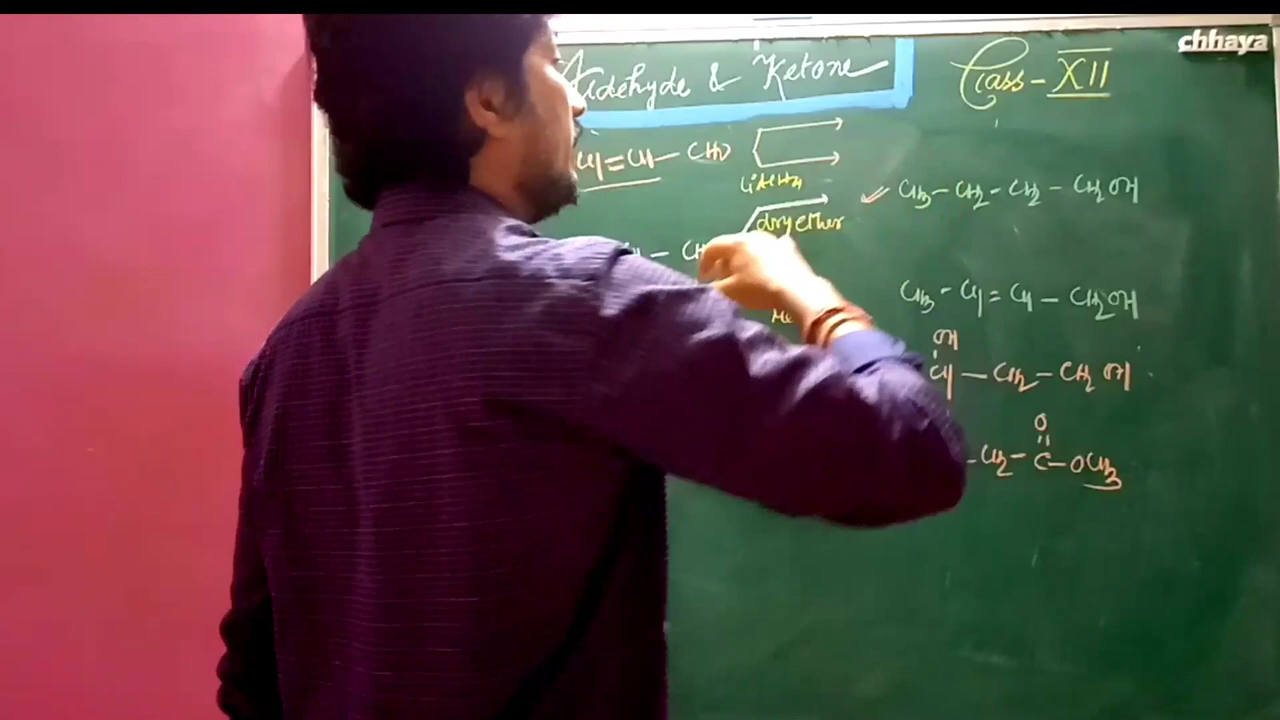 chhaya
Aldehyde & Ketone Class - XII
CH=CH-CHO
LiAlH4
dry ether CH3-CH2-CH2-CH2OH
CH3-CH=CH-CH2OH
OH
CH-CH2-CH2OH
O
-CH2-C-OCH3